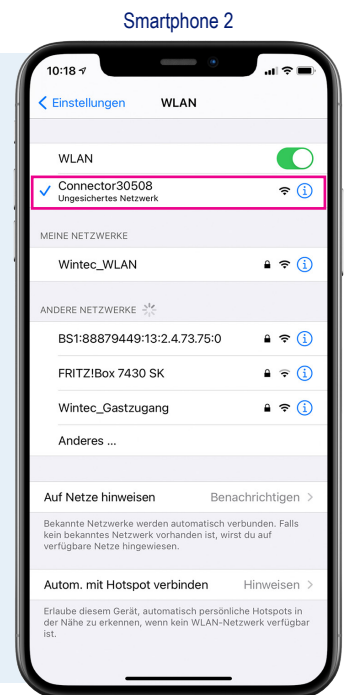 Smartphone 2
10:18
Einstellungen WLAN
WLAN
Connector30508
Ungesichertes Netzwerk
MEINE NETZWERKE
Wintec_WLAN
ANDERE NETZWERKE
BS1:88879449:13:2.4.73.75:0
FRITZ!Box 7430 SK
Wintec_Gastzugang
Anderes ...
Auf Netze hinweisen Benachrichtigen
Bekannte Netzwerke werden automatisch verbunden. Falls
kein bekanntes Netzwerk vorhanden ist, wirst du auf
verfügbare Netze hingewiesen.
Autom. mit Hotspot verbinden Hinweisen
Erlaube diesem Gerät, automatisch persönliche Hotspots in
der Nähe zu erkennen, wenn kein WLAN-Netzwerk verfügbar
ist.